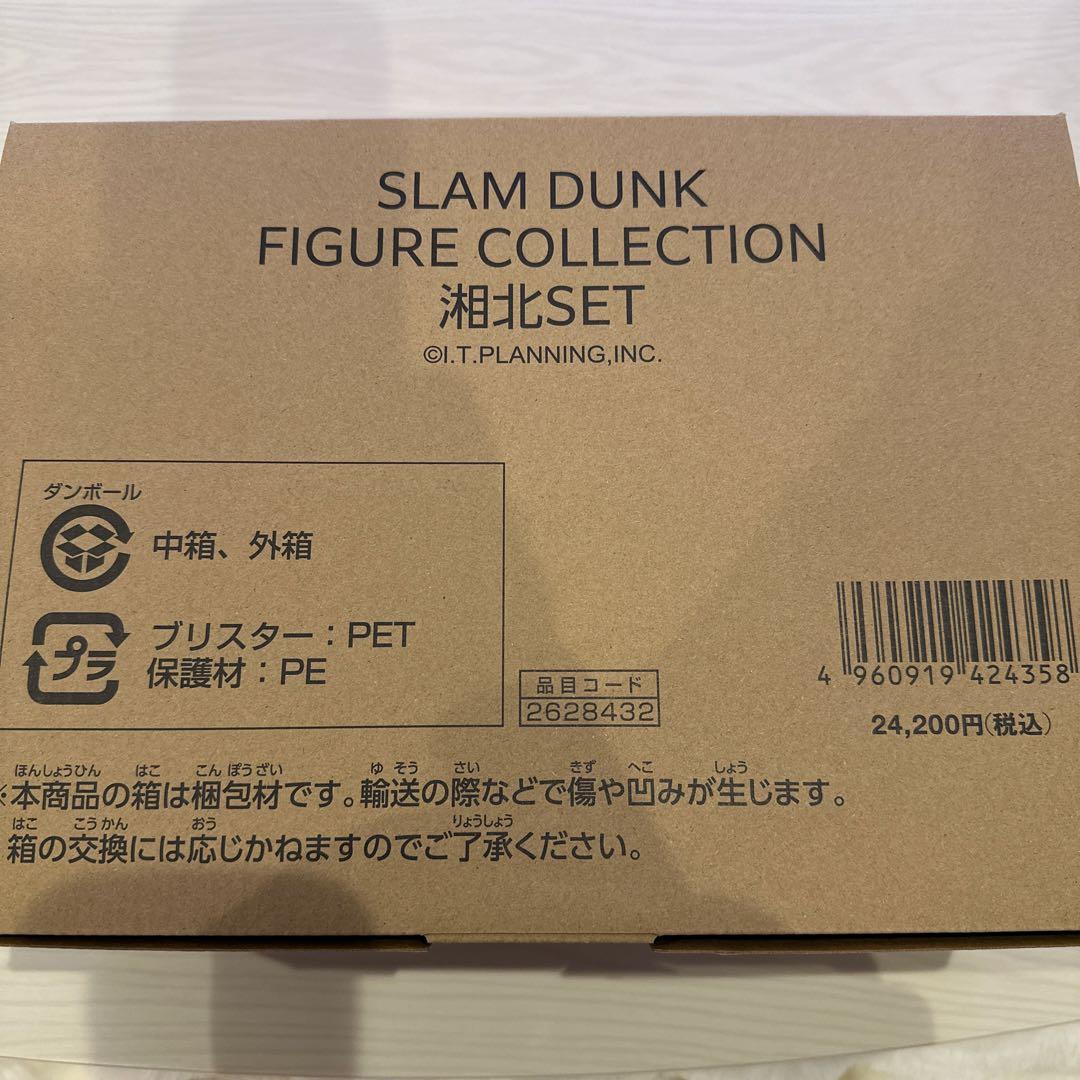 SLAM DUNK
FIGURE COLLECTION
湘北SET
©I.T.PLANNING,INC.
ダンボール
中箱、外箱
プラ
ブリスター：PET
保護材：PE
品目コード
2628432
4 960919 424358
24,200円(税込)
ほんしょうひん はこ こんぽうざい ゆそう さい きず へこ しょう
※本商品の箱は梱包材です。輸送の際などで傷や凹みが生じます。
はこ こうかん おう りょうしょう
箱の交換には応じかねますのでご了承ください。